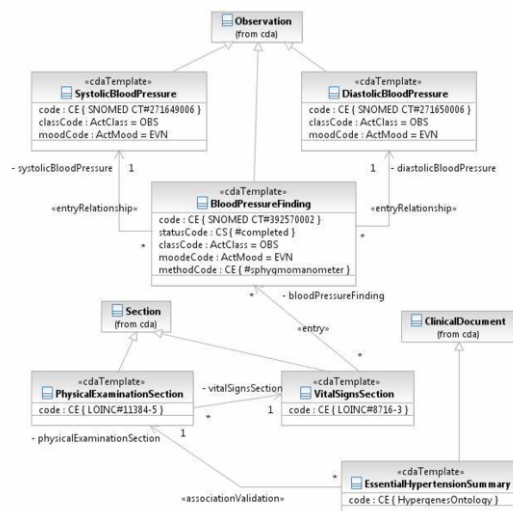 Observation
(from cda)
«cdaTemplate»
SystolicBloodPressure
code : CE { SNOMED CT#271649006 }
classCode : ActClass = OBS
moodCode : ActMood = EVN
«cdaTemplate»
DiastolicBloodPressure
code : CE { SNOMED CT#271650006 }
classCode : ActClass = OBS
moodCode : ActMood = EVN
- systolicBloodPressure
1
1
- diastolicBloodPressure
«entryRelationship»
*
«cdaTemplate»
BloodPressureFinding
code : CE { SNOMED CT#392570002 }
statusCode : CS { #completed }
classCode : ActClass = OBS
moodeCode : ActMood = EVN
methodCode : CE { #sphygmomanometer }
«entryRelationship»
*
*
- bloodPressureFinding
«entry»
*
Section
(from cda)
ClinicalDocument
(from cda)
«cdaTemplate»
PhysicalExaminationSection
code : CE { LOINC#11384-5 }
- vitalSignsSection
*
1
«cdaTemplate»
VitalSignsSection
code : CE { LOINC#8716-3 }
- physicalExaminationSection
1
*
«associationValidation»
«cdaTemplate»
EssentialHypertensionSummary
code : CE { HypergenesOntology }